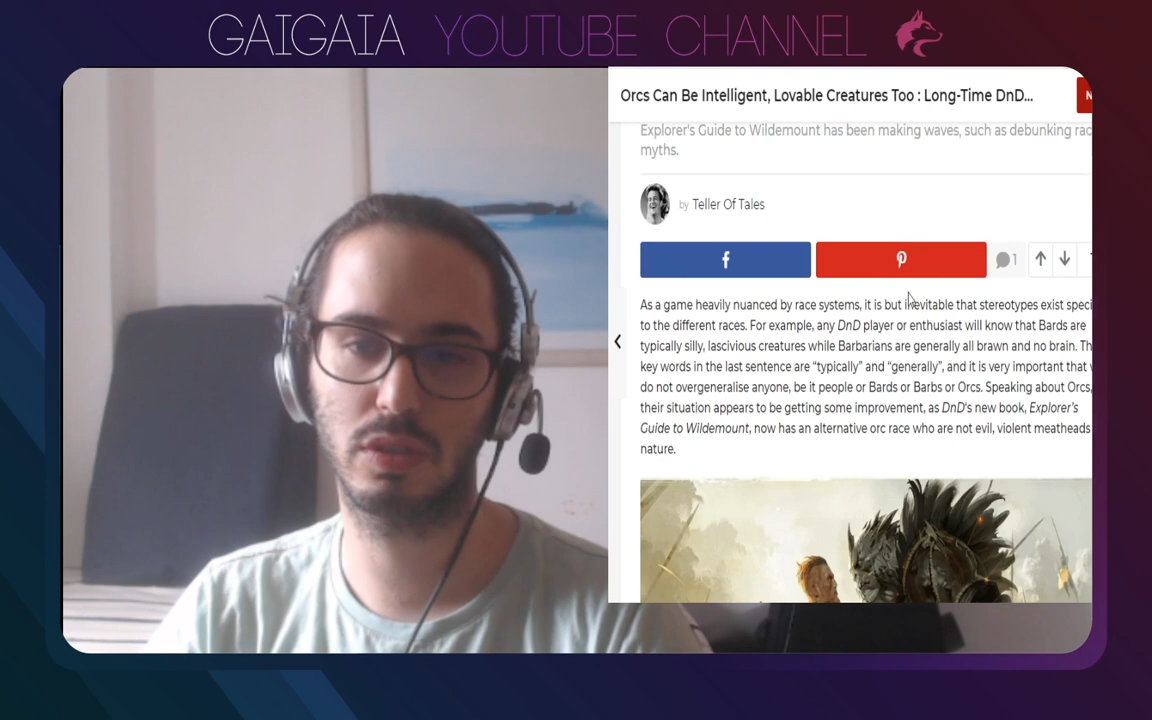 GAIGAIA YOUTUBE CHANNEL
Orcs Can Be Intelligent, Lovable Creatures Too : Long-Time DnD...
N
Explorer's Guide to Wildemount has been making waves, such as debunking rac
myths.
by Teller Of Tales
f
1
As a game heavily nuanced by race systems, it is but inevitable that stereotypes exist speci
to the different races. For example, any DnD player or enthusiast will know that Bards are
typically silly, lascivious creatures while Barbarians are generally all brawn and no brain. Th
key words in the last sentence are “typically” and “generally”, and it is very important that
do not overgeneralise anyone, be it people or Bards or Barbs or Orcs. Speaking about Orcs,
their situation appears to be getting some improvement, as DnD's new book, Explorer's
Guide to Wildemount, now has an alternative orc race who are not evil, violent meatheads
nature.